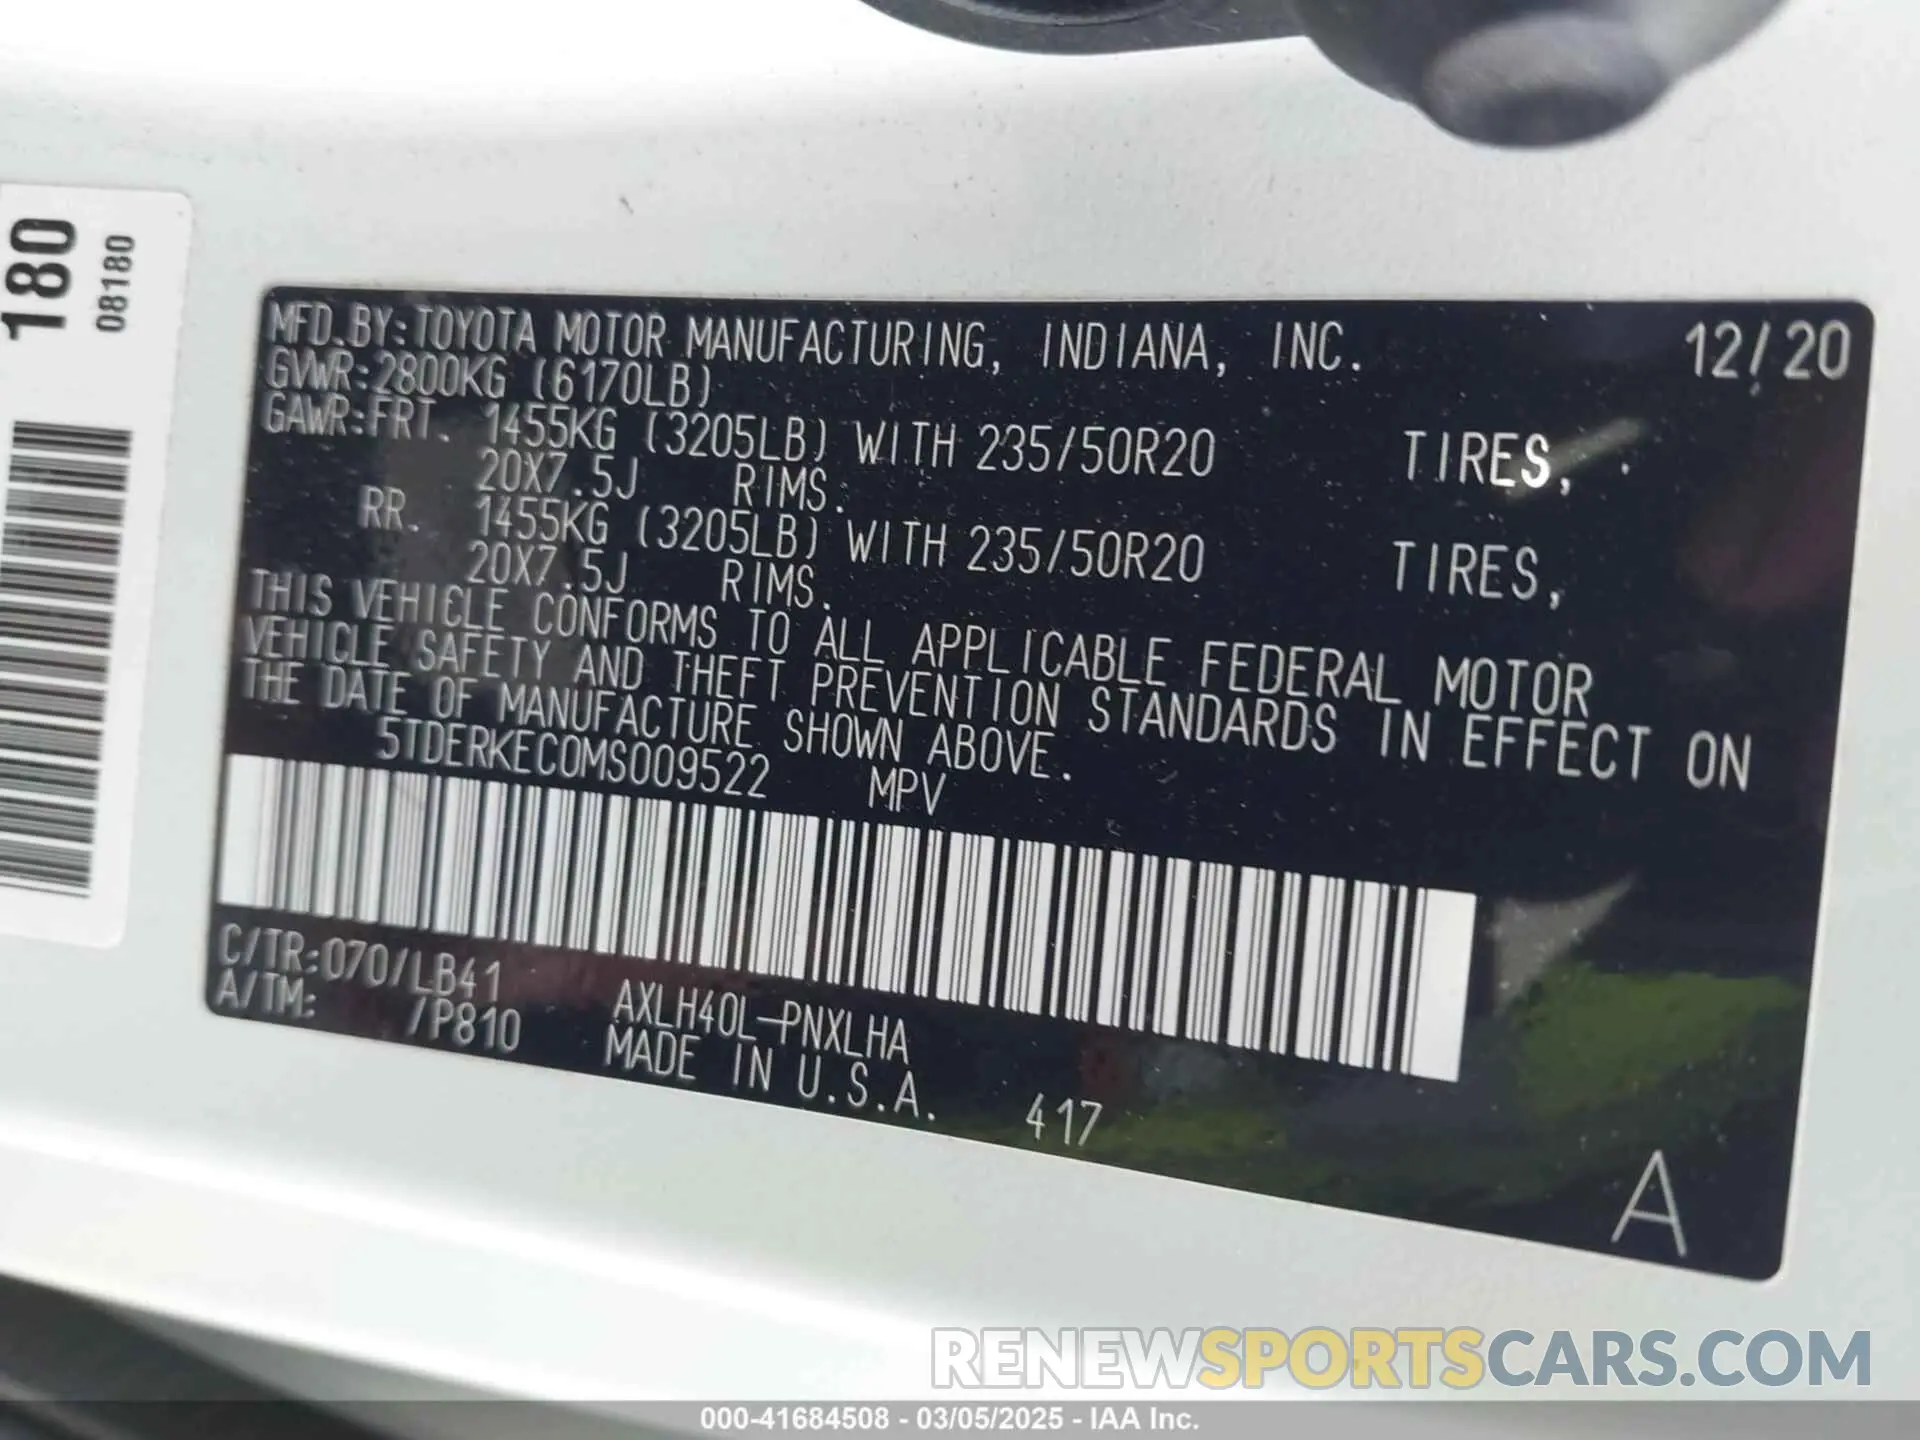 180
08180
MFD.BY:TOYOTA MOTOR MANUFACTURING, INDIANA, INC. 12/20
GVWR:2800KG (6170LB)
GAWR:FRT. 1455KG (3205LB) WITH 235/50R20 TIRES,
20X7.5J RIMS.
RR. 1455KG (3205LB) WITH 235/50R20 TIRES,
20X7.5J RIMS.
THIS VEHICLE CONFORMS TO ALL APPLICABLE FEDERAL MOTOR
VEHICLE SAFETY AND THEFT PREVENTION STANDARDS IN EFFECT ON
THE DATE OF MANUFACTURE SHOWN ABOVE.
5TDERKEC0MS009522 MPV
C/TR:070/LB41
A/TM: /P810
AXLH40L-PNXLHA
MADE IN U.S.A. 417
A
RENEWSPORTSCARS.COM
000-41684508 - 03/05/2025 - IAA Inc.